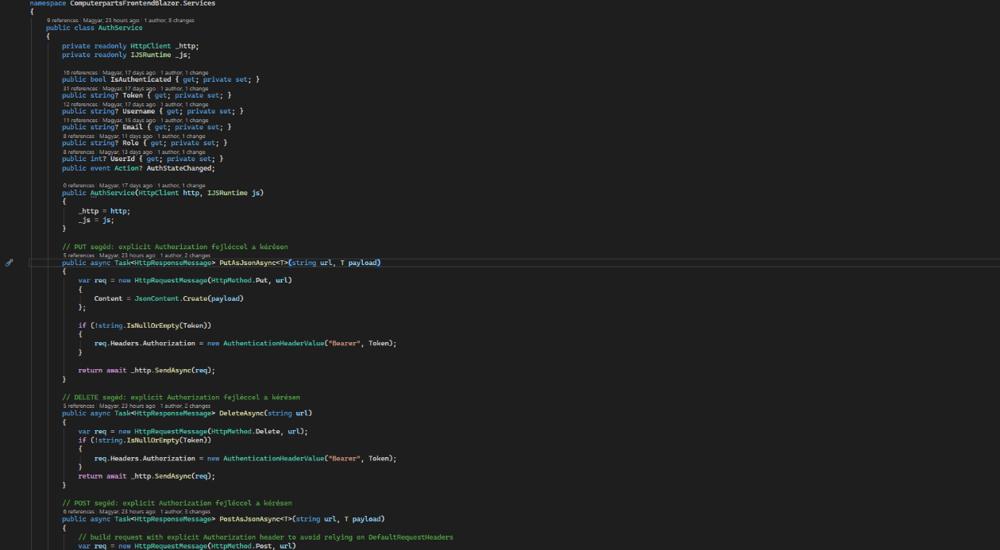 namespace ComputerpartsFrontendBlazor.Services
{
9 references | Magyar, 23 hours ago | 1 author, 8 changes
public class AuthService
{
private readonly HttpClient _http;
private readonly IJSRuntime _js;
16 references | Magyar, 17 days ago | 1 author, 1 change
public bool IsAuthenticated { get; private set; }
31 references | Magyar, 17 days ago | 1 author, 1 change
public string? Token { get; private set; }
12 references | Magyar, 17 days ago | 1 author, 1 change
public string? Username { get; private set; }
11 references | Magyar, 15 days ago | 1 author, 1 change
public string? Email { get; private set; }
8 references | Magyar, 11 days ago | 1 author, 1 change
public string? Role { get; private set; }
8 references | Magyar, 13 days ago | 1 author, 1 change
public int? UserId { get; private set; }
public event Action? AuthStateChanged;
0 references | Magyar, 17 days ago | 1 author, 1 change
public AuthService(HttpClient http, IJSRuntime js)
{
_http = http;
_js = js;
}
// PUT segéd: explicit Authorization fejléccel a kérésen
5 references | Magyar, 23 hours ago | 1 author, 2 changes
public async Task<HttpResponseMessage> PutAsJsonAsync<T>(string url, T payload)
{
var req = new HttpRequestMessage(HttpMethod.Put, url)
{
Content = JsonContent.Create(payload)
};
if (!string.IsNullOrEmpty(Token))
{
req.Headers.Authorization = new AuthenticationHeaderValue("Bearer", Token);
}
return await _http.SendAsync(req);
}
// DELETE segéd: explicit Authorization fejléccel a kérésen
5 references | Magyar, 23 hours ago | 1 author, 2 changes
public async Task<HttpResponseMessage> DeleteAsync(string url)
{
var req = new HttpRequestMessage(HttpMethod.Delete, url);
if (!string.IsNullOrEmpty(Token))
{
req.Headers.Authorization = new AuthenticationHeaderValue("Bearer", Token);
}
return await _http.SendAsync(req);
}
// POST segéd: explicit Authorization fejléccel a kérésen
6 references | Magyar, 23 hours ago | 1 author, 3 changes
public async Task<HttpResponseMessage> PostAsJsonAsync<T>(string url, T payload)
{
// build request with explicit Authorization header to avoid relying on DefaultRequestHeaders
var req = new HttpRequestMessage(HttpMethod.Post, url)